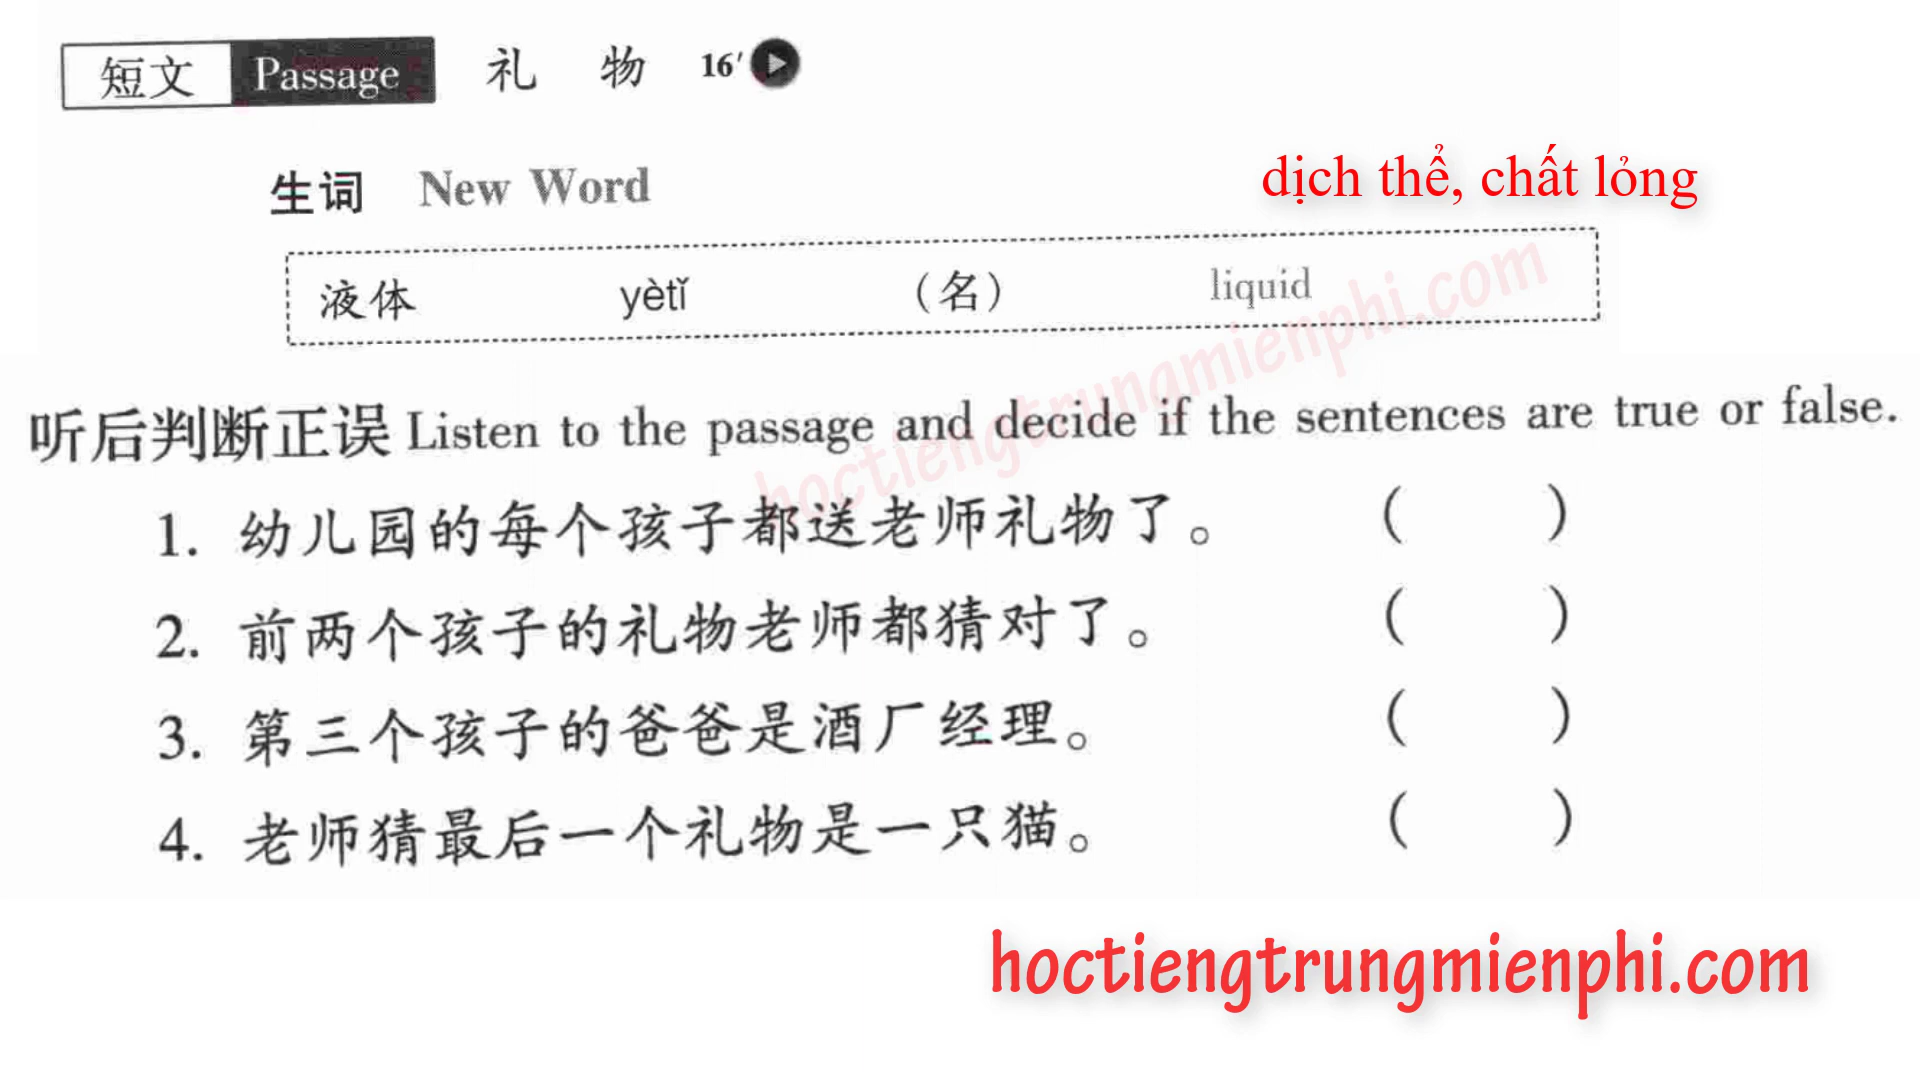 短文 Passage 礼 物 16′
生词 New Word
dịch thể, chất lỏng
液体 yètǐ （名） liquid
hoctiengtrungmienphi.com
听后判断正误 Listen to the passage and decide if the sentences are true or false.
1. 幼儿园的每个孩子都送老师礼物了。 （ ）
2. 前两个孩子的礼物老师都猜对了。 （ ）
3. 第三个孩子的爸爸是酒厂经理。 （ ）
4. 老师猜最后一个礼物是一只猫。 （ ）
hoctiengtrungmienphi.com